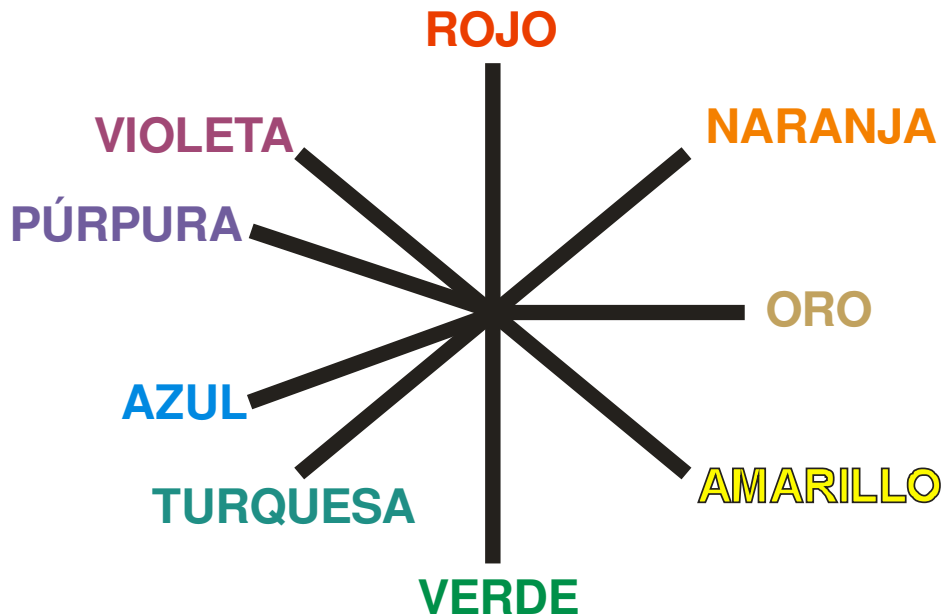 ROJO
NARANJA
VIOLETA
PÚRPURA
ORO
AZUL
AMARILLO
TURQUESA
VERDE